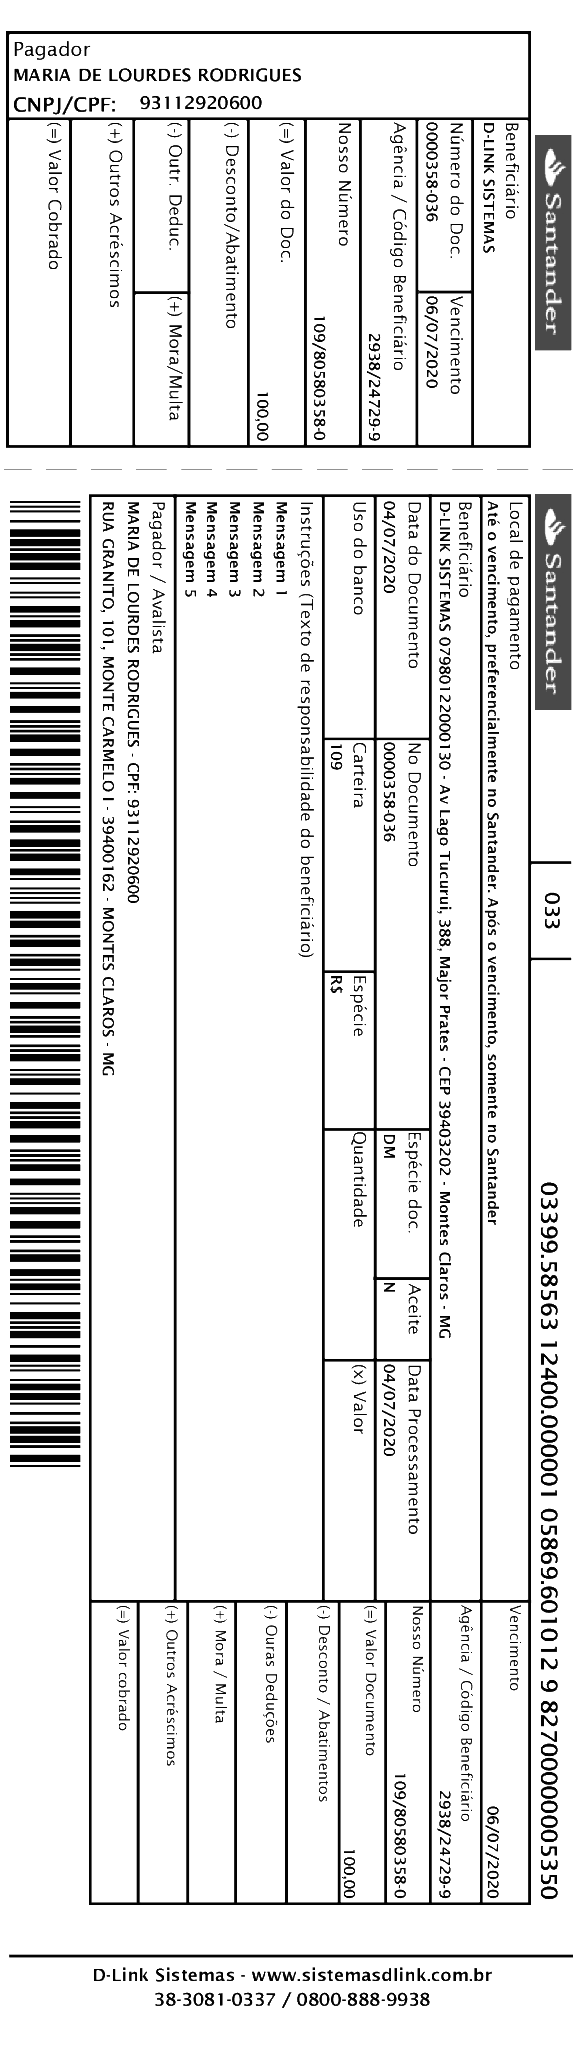 Pagador
MARIA DE LOURDES RODRIGUES
CNPJ/CPF: 93112920600
Santander
Beneficiário
D-LINK SISTEMAS
Número do Doc. Vencimento
0000358-036 06/07/2020
Agência / Código Beneficiário
2938/24729-9
Nosso Número
109/80580358-0
(=) Valor do Doc.
100,00
(-) Desconto/Abatimento
(-) Outr. Deduc. (+) Mora/Multa
(+) Outros Acréscimos
(=) Valor Cobrado
Santander 033 03399.58563 12400.000001 05869.601012 9 82700000005350
Local de pagamento Vencimento
Até o vencimento, preferencialmente no Santander. Após o vencimento, somente no Santander 06/07/2020
Beneficiário Agência / Código Beneficiário
D-LINK SISTEMAS 07980122000130 - Av Lago Tucurui, 388, Major Prates - CEP 39403202 - Montes Claros - MG 2938/24729-9
Data do Documento No Documento Espécie doc. Aceite Data Processamento Nosso Número
04/07/2020 0000358-036 DM N 04/07/2020 109/80580358-0
Uso do banco Carteira Espécie Quantidade (x) Valor (=) Valor Documento
109 R$ 100,00
Instruções (Texto de responsabilidade do beneficiário) (-) Desconto / Abatimentos
Mensagem 1
Mensagem 2 (-) Ouras Deduções
Mensagem 3
Mensagem 4 (+) Mora / Multa
Mensagem 5
Pagador / Avalista (+) Outros Acréscimos
MARIA DE LOURDES RODRIGUES - CPF: 93112920600
RUA GRANITO, 101, MONTE CARMELO I - 39400162 - MONTES CLAROS - MG (=) Valor cobrado
D-Link Sistemas - www.sistemasdlink.com.br
38-3081-0337 / 0800-888-9938